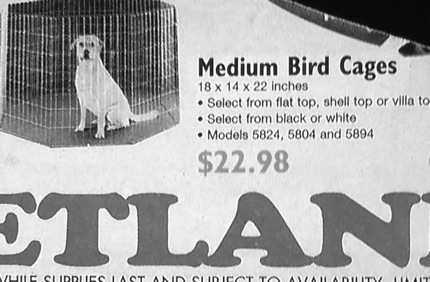 Medium Bird Cages
18 x 14 x 22 inches
• Select from flat top, shell top or villa to
• Select from black or white
• Models 5824, 5804 and 5894
$22.98
ETLAN
WHILE SUPPLIES LAST AND SUBJECT TO AVAILABILITY. LIMIT